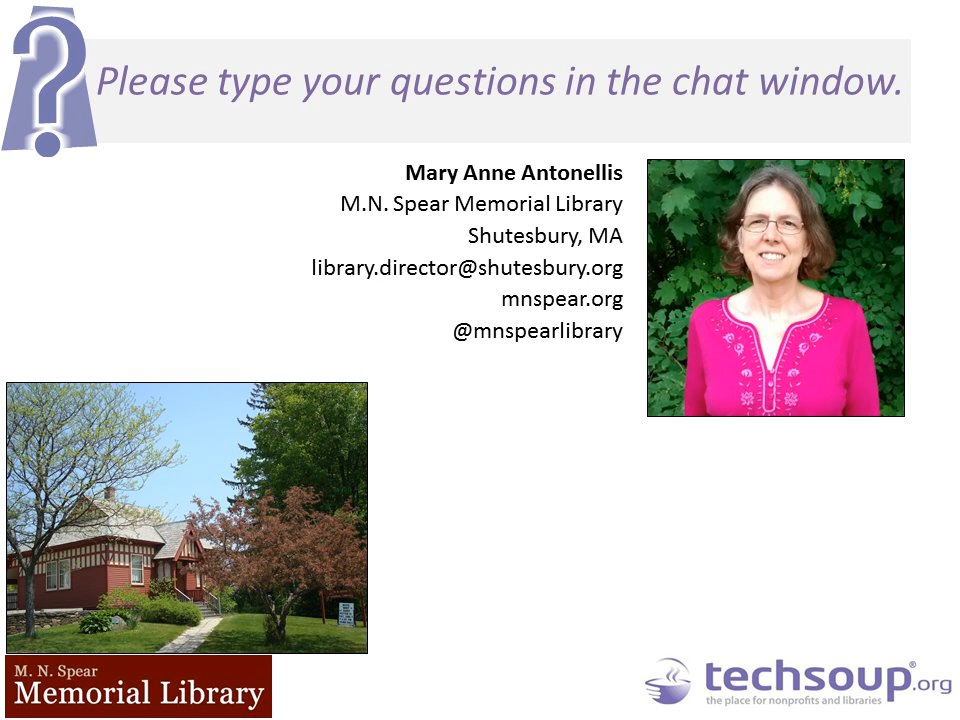 ?
Please type your questions in the chat window.
Mary Anne Antonellis
M.N. Spear Memorial Library
Shutesbury, MA
library.director@shutesbury.org
mnspear.org
@mnspearlibrary
M. N. Spear
Memorial Library
techsoup®.org
the place for nonprofits and libraries